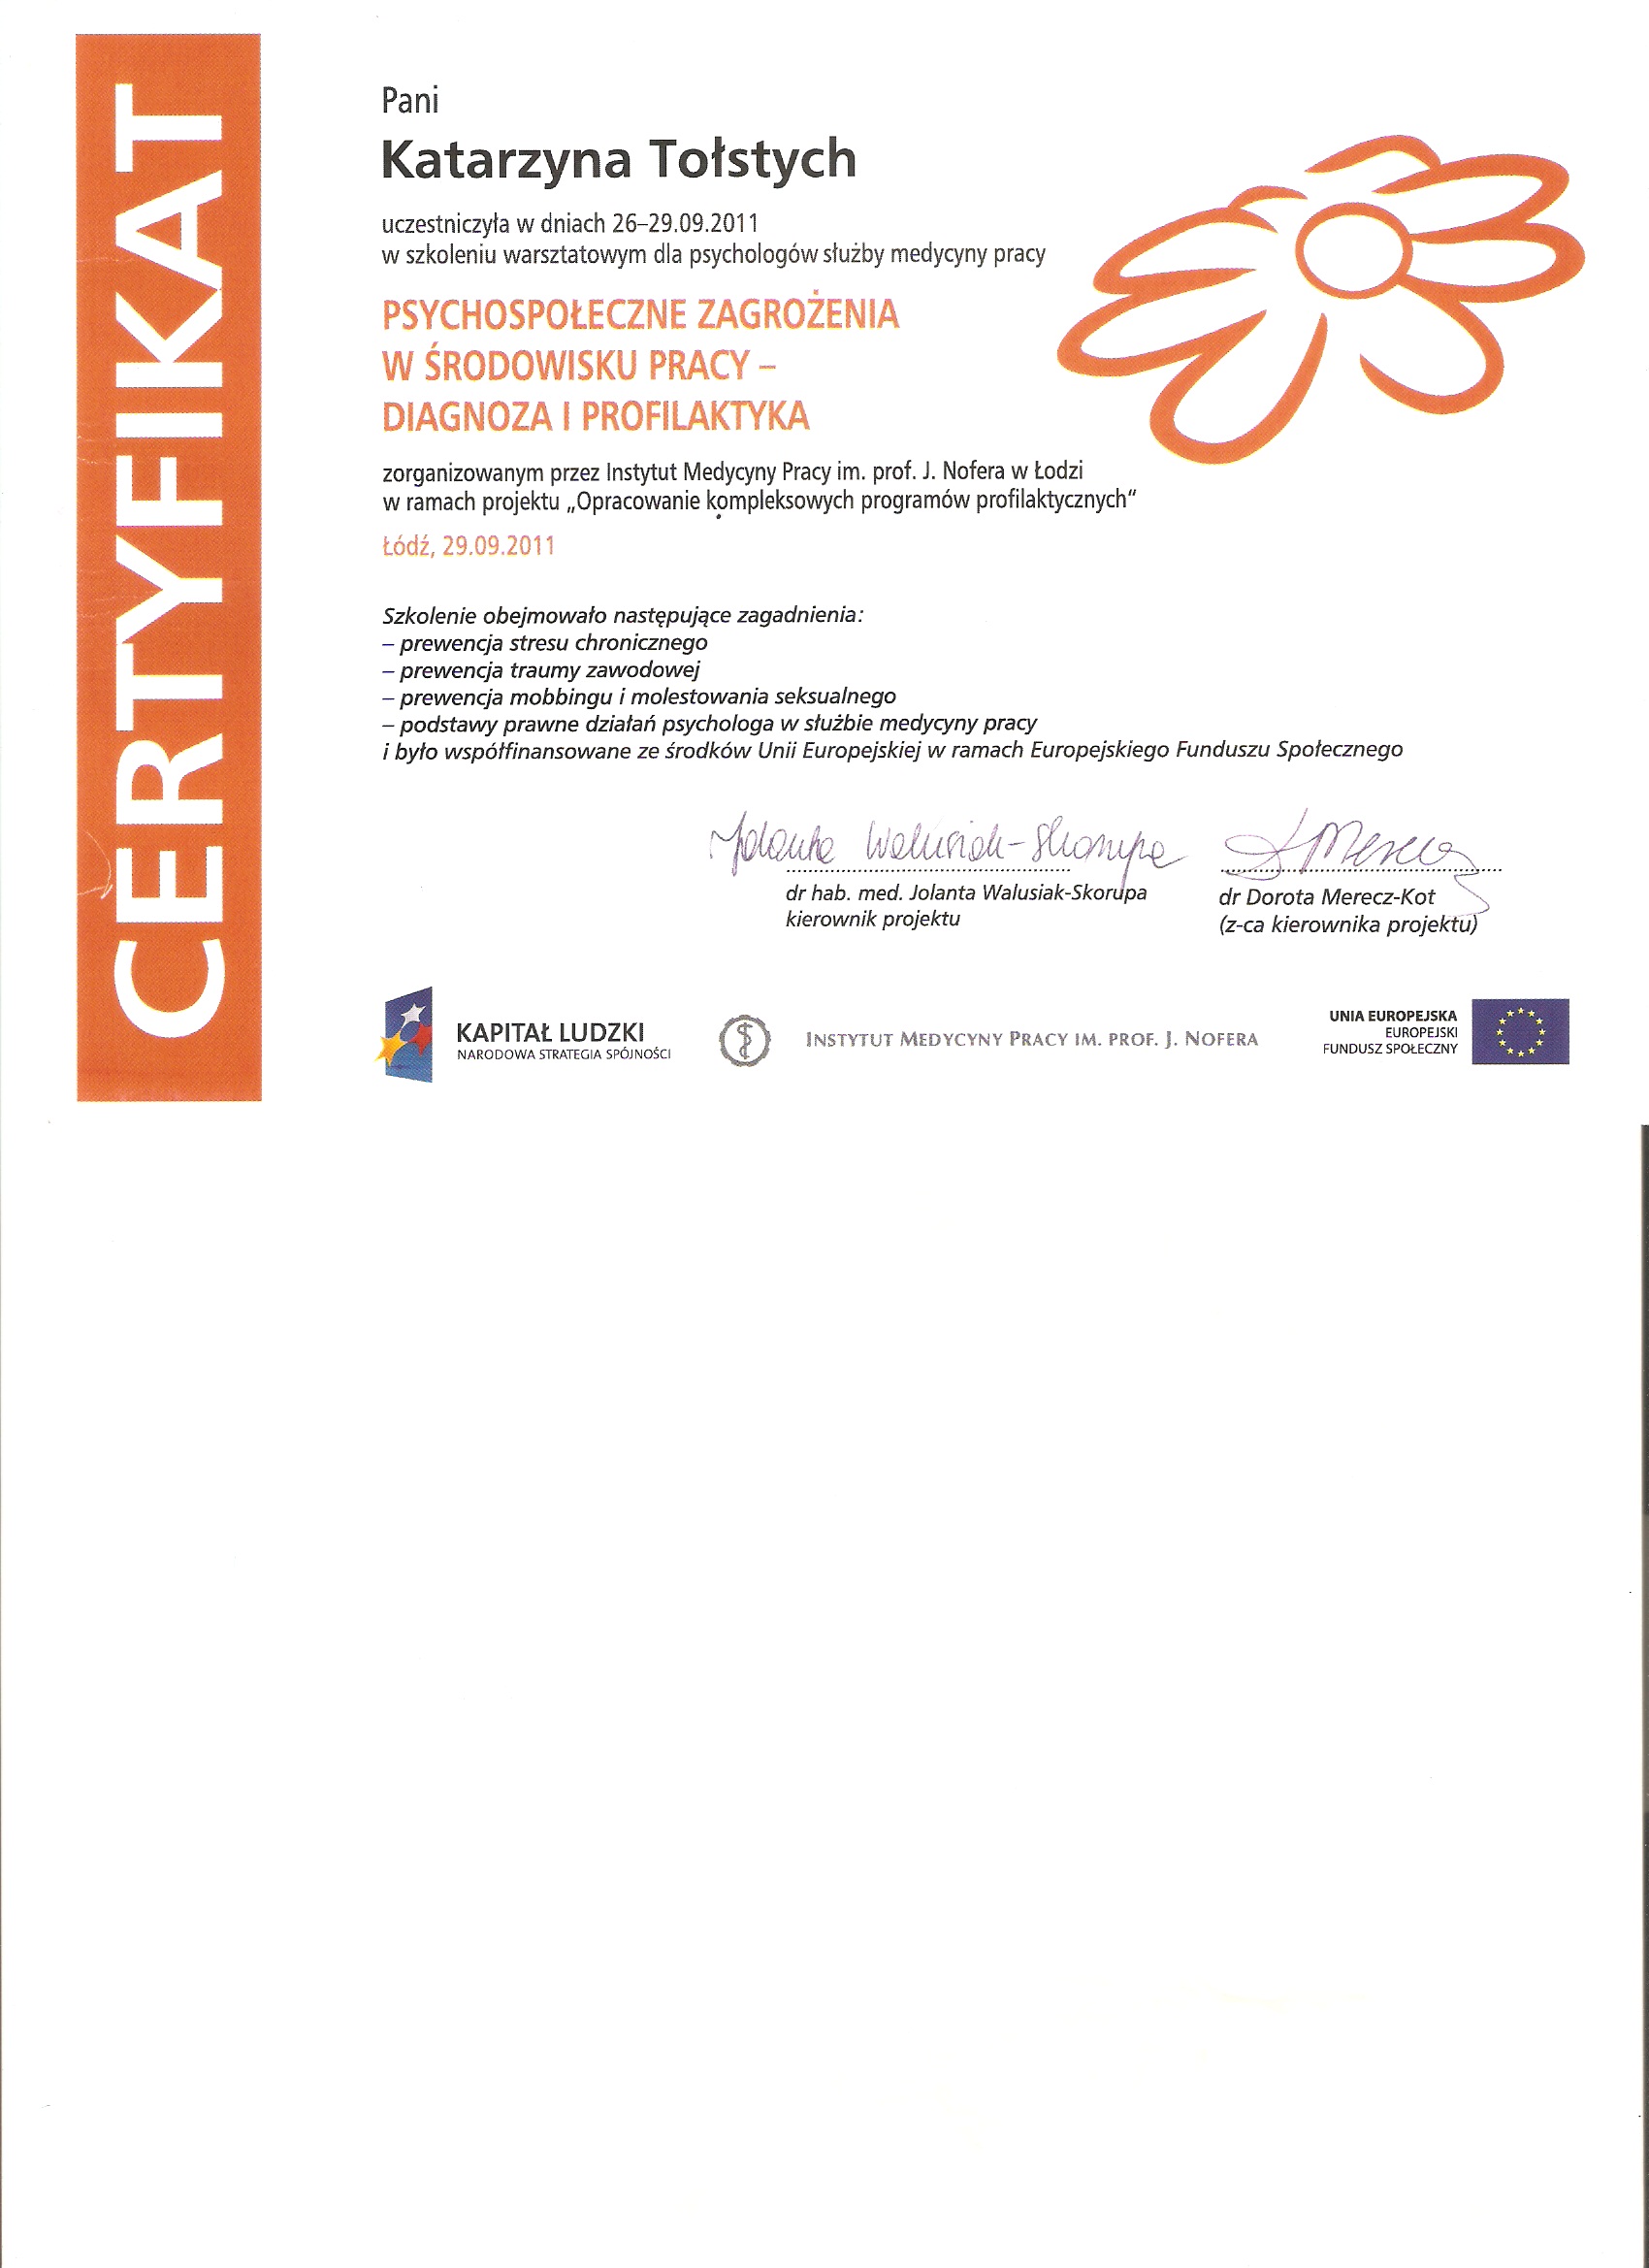 CERTYFIKAT
Pani
Katarzyna Tołstych
uczestniczyła w dniach 26–29.09.2011
w szkoleniu warsztatowym dla psychologów służby medycyny pracy
PSYCHOSPOŁECZNE ZAGROŻENIA
W ŚRODOWISKU PRACY –
DIAGNOZA I PROFILAKTYKA
zorganizowanym przez Instytut Medycyny Pracy im. prof. J. Nofera w Łodzi
w ramach projektu „Opracowanie kompleksowych programów profilaktycznych”
Łódź, 29.09.2011
Szkolenie obejmowało następujące zagadnienia:
– prewencja stresu chronicznego
– prewencja traumy zawodowej
– prewencja mobbingu i molestowania seksualnego
– podstawy prawne działań psychologa w służbie medycyny pracy
i było współfinansowane ze środków Unii Europejskiej w ramach Europejskiego Funduszu Społecznego
dr hab. med. Jolanta Walusiak-Skorupa
kierownik projektu
dr Dorota Merecz-Kot
(z-ca kierownika projektu)
KAPITAŁ LUDZKI
NARODOWA STRATEGIA SPÓJNOŚCI
INSTYTUT MEDYCYNY PRACY IM. PROF. J. NOFERA
UNIA EUROPEJSKA
EUROPEJSKI
FUNDUSZ SPOŁECZNY